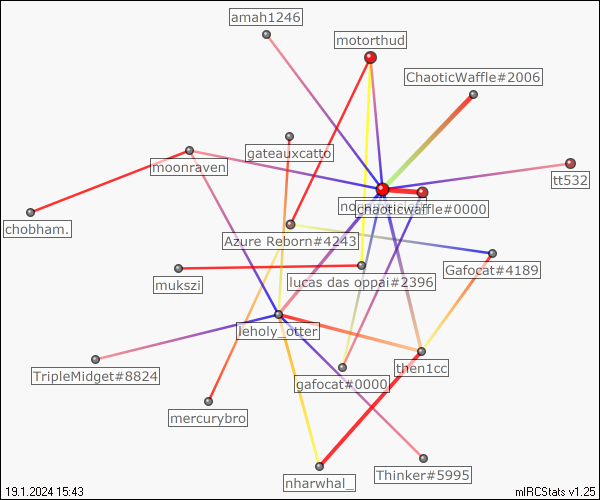 amah1246
motorthud
ChaoticWaffle#2006
gateauxcatto
moonraven
tt532
chaoticwaffle#0000
chobham.
Azure Reborn#4243
Gafocat#4189
mukszi
lucas das oppai#2396
leholy_otter
then1cc
TripleMidget#8824
gafocat#0000
mercurybro
Thinker#5995
nharwhal_
19.1.2024 15:43
mIRCStats v1.25